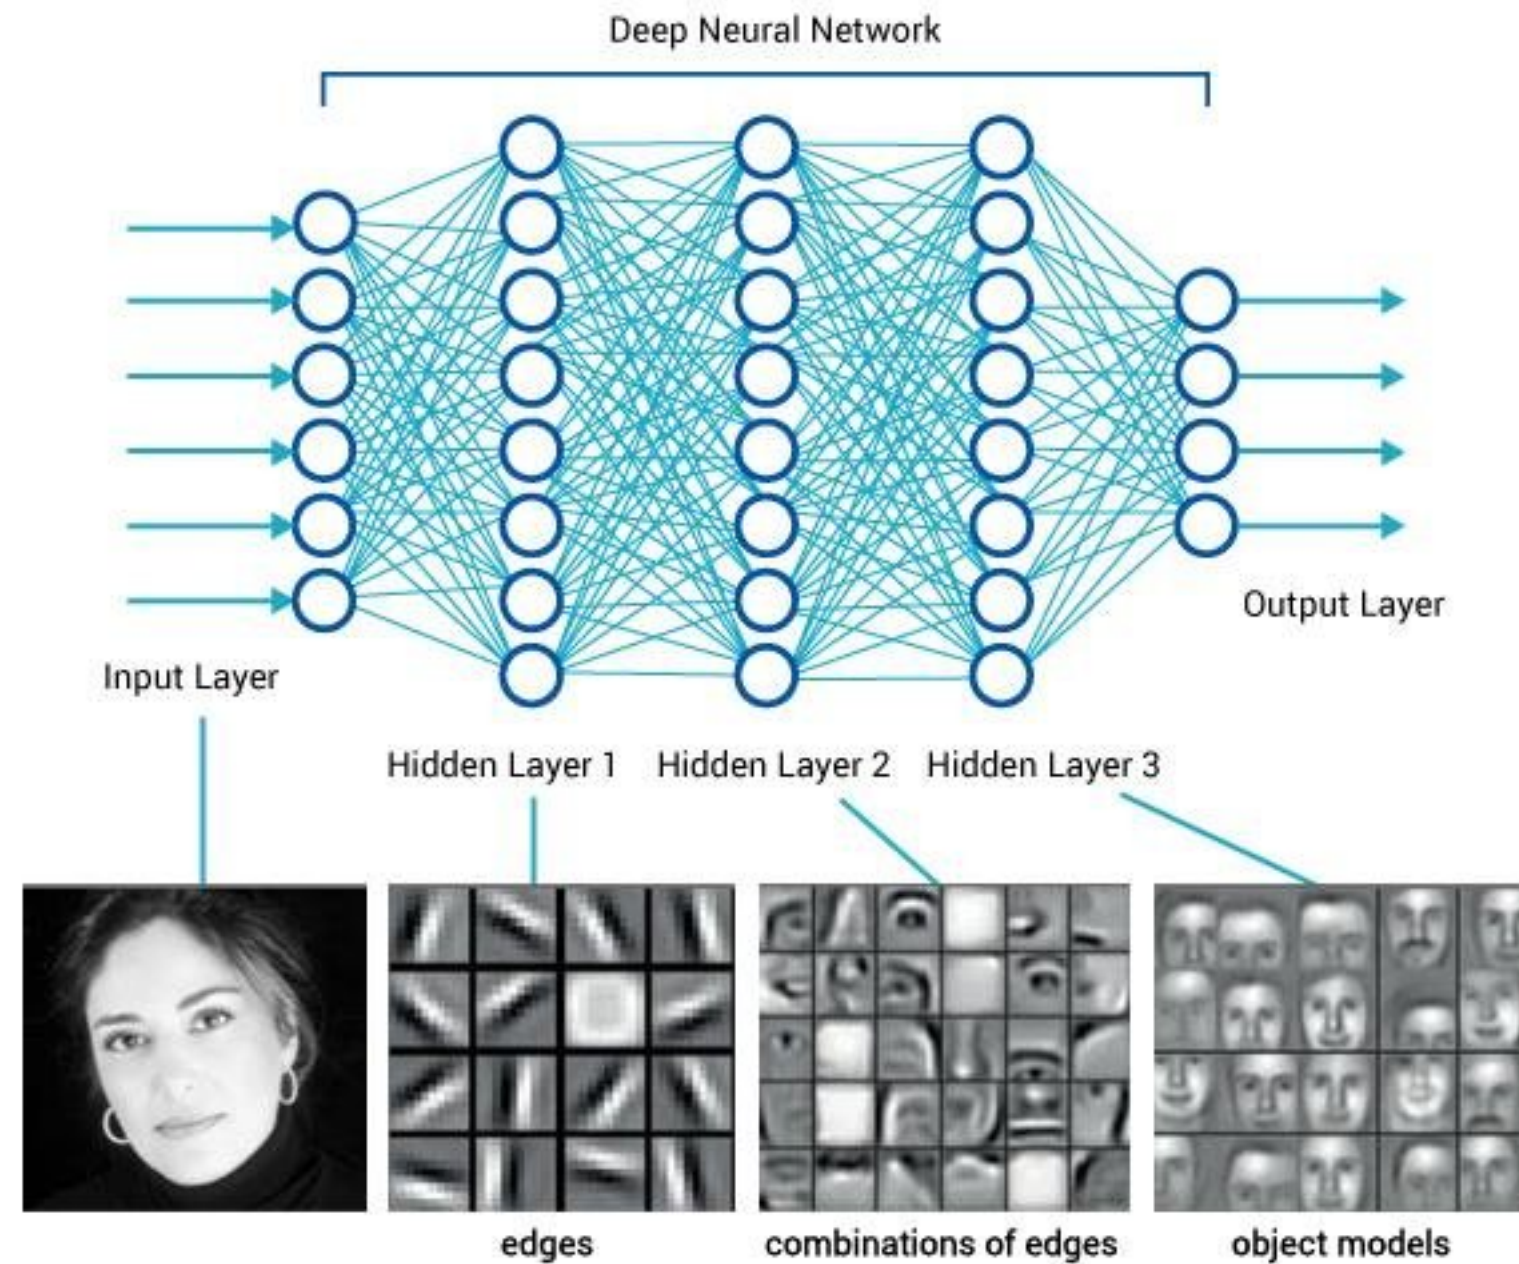 Deep Neural Network
Output Layer
Input Layer
Hidden Layer 1
Hidden Layer 2
Hidden Layer 3
edges
combinations of edges
object models